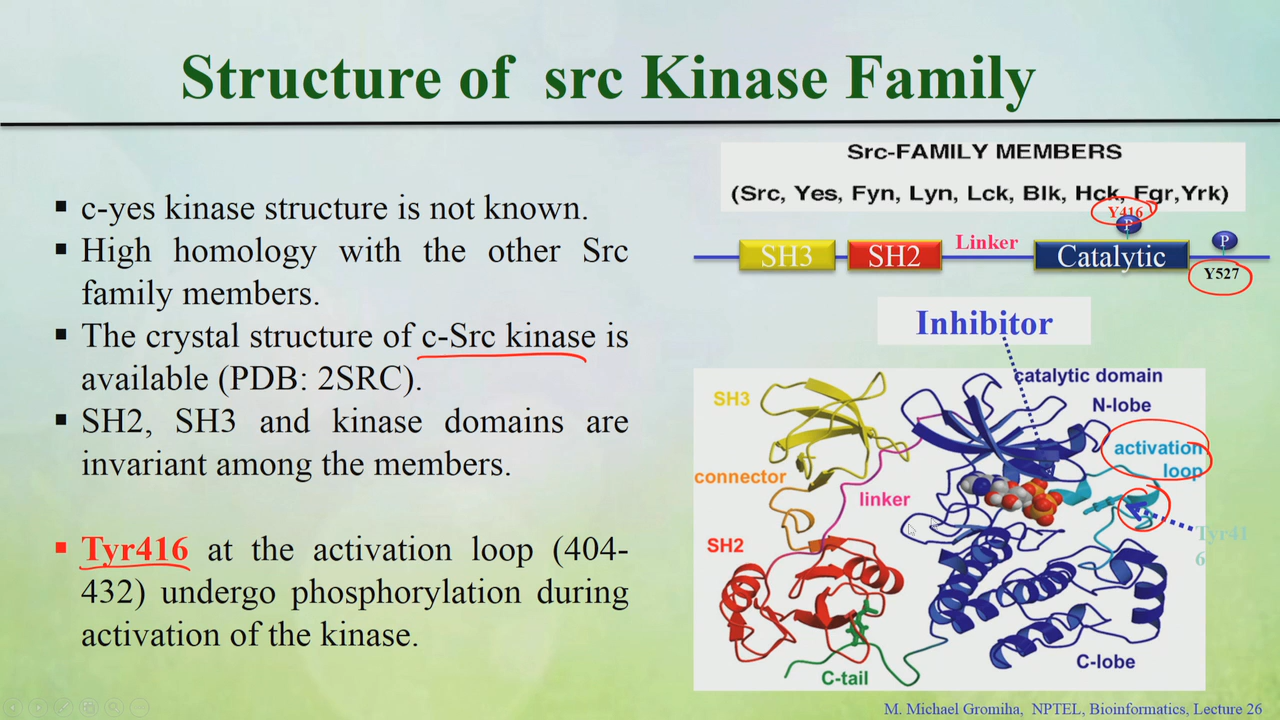 Structure of src Kinase Family
▪ c-yes kinase structure is not known.
▪ High homology with the other Src
family members.
▪ The crystal structure of c-Src kinase is
available (PDB: 2SRC).
▪ SH2, SH3 and kinase domains are
invariant among the members.
▪ Tyr416 at the activation loop (404-
432) undergo phosphorylation during
activation of the kinase.
Src-FAMILY MEMBERS
(Src, Yes, Fyn, Lyn, Lck, Blk, Hck, Fgr,Yrk)
Y416
P
P
SH3
SH2
Linker
Catalytic
Y527
Inhibitor
catalytic domain
SH3
N-lobe
activation
loop
connector
linker
Tyr41
6
SH2
C-lobe
C-tail
M. Michael Gromiha, NPTEL, Bioinformatics, Lecture 26